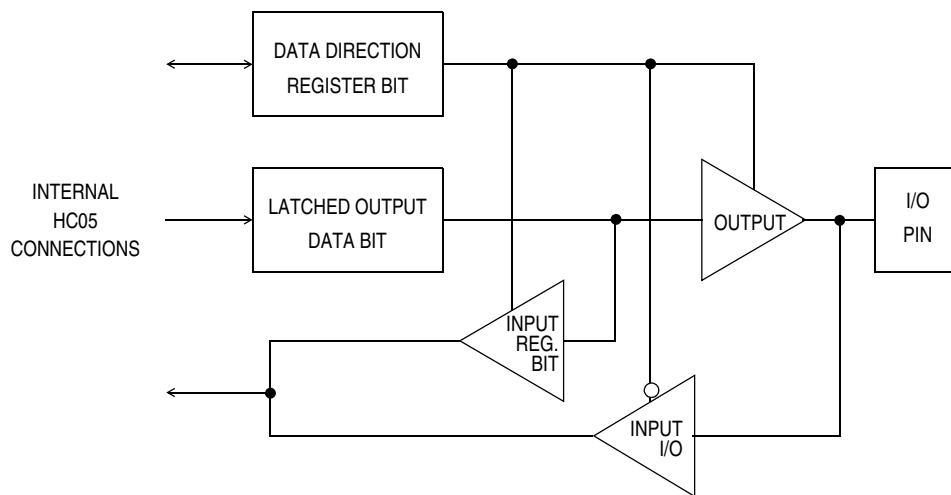 DATA DIRECTION
REGISTER BIT
INTERNAL
HC05
CONNECTIONS
LATCHED OUTPUT
DATA BIT
OUTPUT
I/O
PIN
INPUT
REG.
BIT
INPUT
I/O